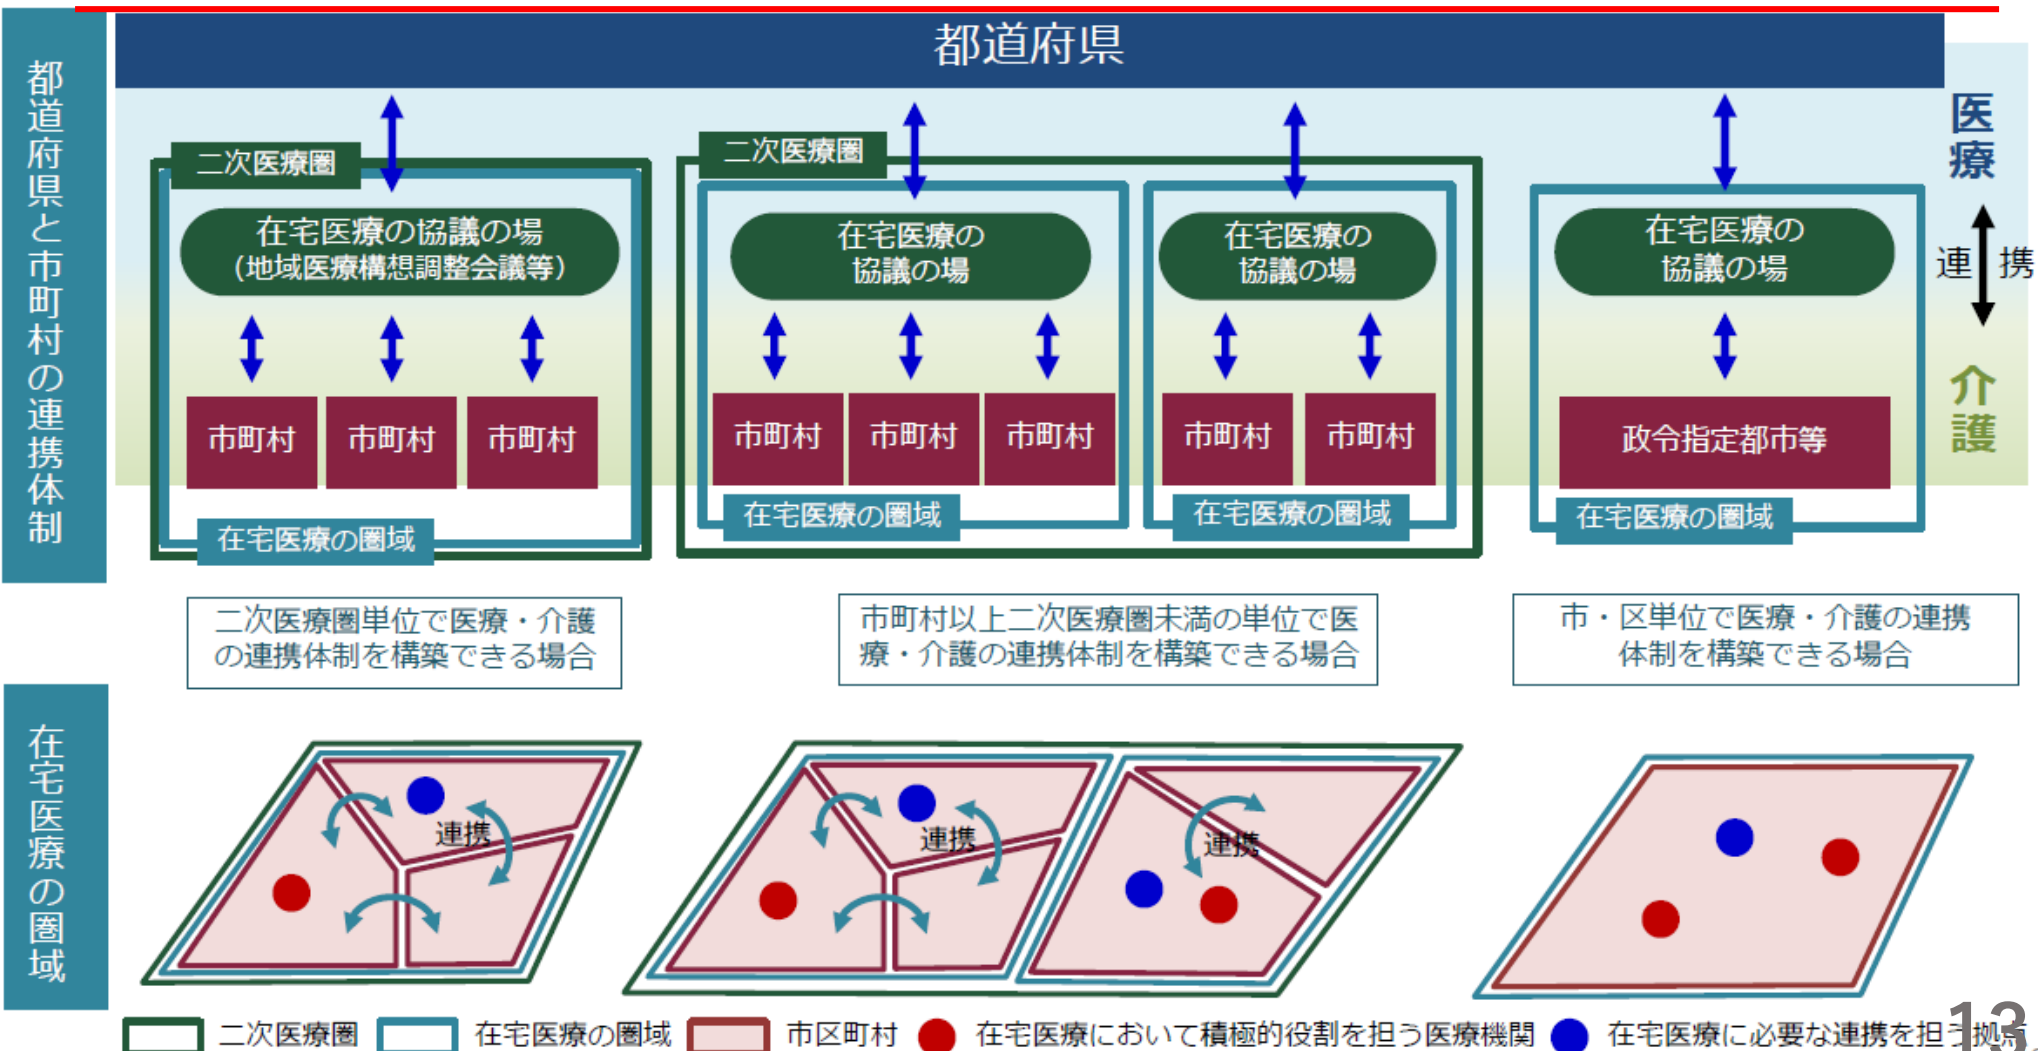 都道府県
都道府県と市町村の連携体制
医療
連携
介護
二次医療圏
在宅医療の協議の場
（地域医療構想調整会議等）
市町村
市町村
市町村
在宅医療の圏域
二次医療圏
在宅医療の
協議の場
市町村
市町村
市町村
在宅医療の圏域
在宅医療の
協議の場
市町村
市町村
在宅医療の圏域
在宅医療の
協議の場
政令指定都市等
在宅医療の圏域
二次医療圏単位で医療・介護
の連携体制を構築できる場合
市町村以上二次医療圏未満の単位で医
療・介護の連携体制を構築できる場合
市・区単位で医療・介護の連携
体制を構築できる場合
在宅医療の圏域
連携
連携
連携
二次医療圏
在宅医療の圏域
市区町村
在宅医療において積極的役割を担う医療機関
在宅医療に必要な連携を担う拠点
13